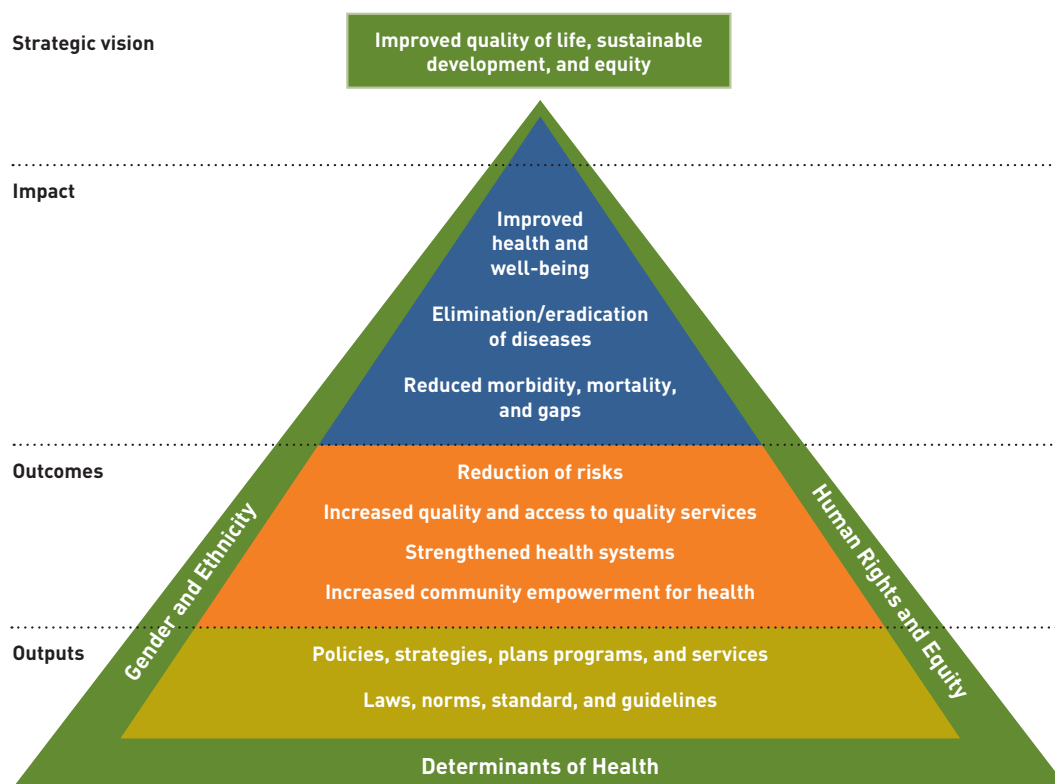 Strategic vision
Improved quality of life, sustainable
development, and equity
Impact
Improved
health and
well-being
Elimination/eradication
of diseases
Reduced morbidity, mortality,
and gaps
Outcomes
Reduction of risks
Increased quality and access to quality services
Strengthened health systems
Increased community empowerment for health
Gender and Ethnicity
Human Rights and Equity
Outputs
Policies, strategies, plans programs, and services
Laws, norms, standard, and guidelines
Determinants of Health